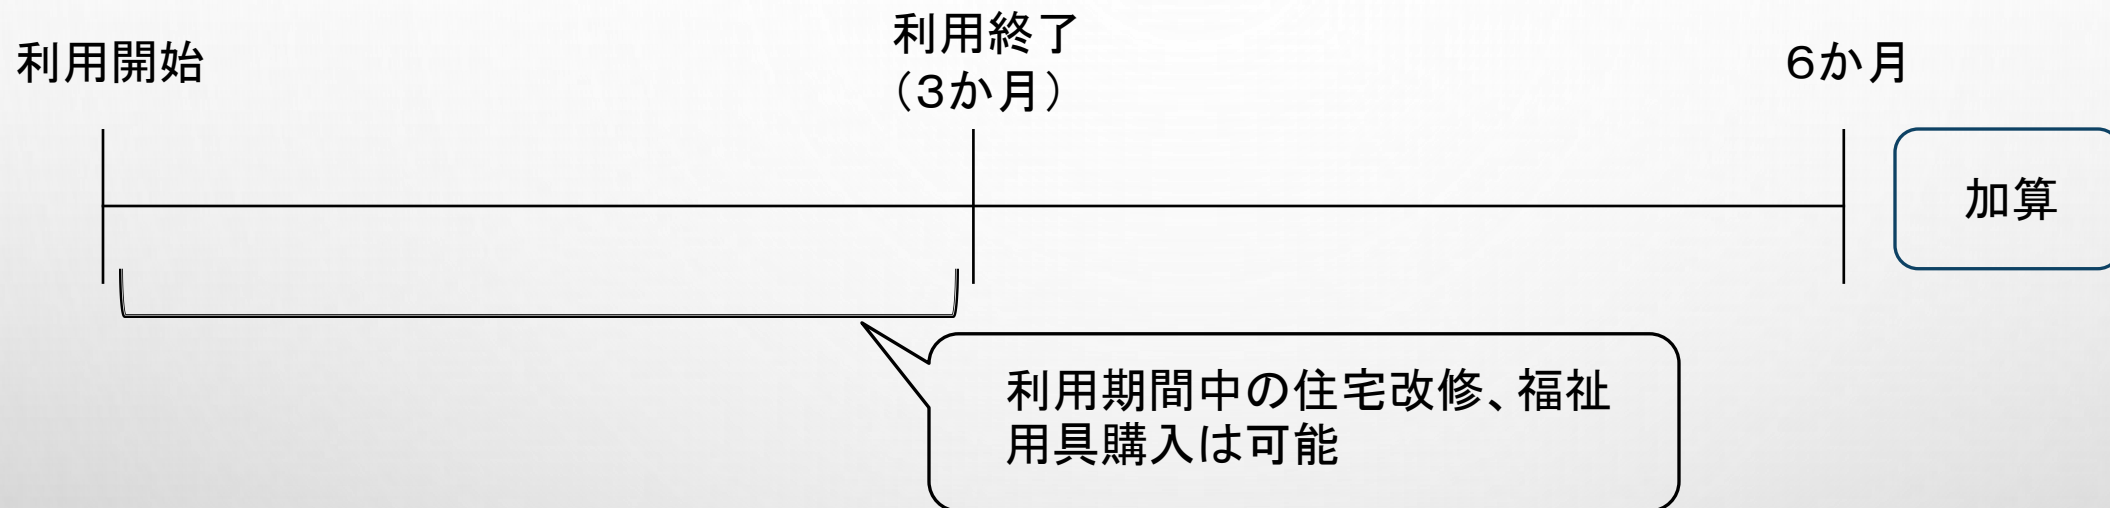 利用開始
利用終了
（３か月）
６か月
加算
利用期間中の住宅改修、福祉
用具購入は可能